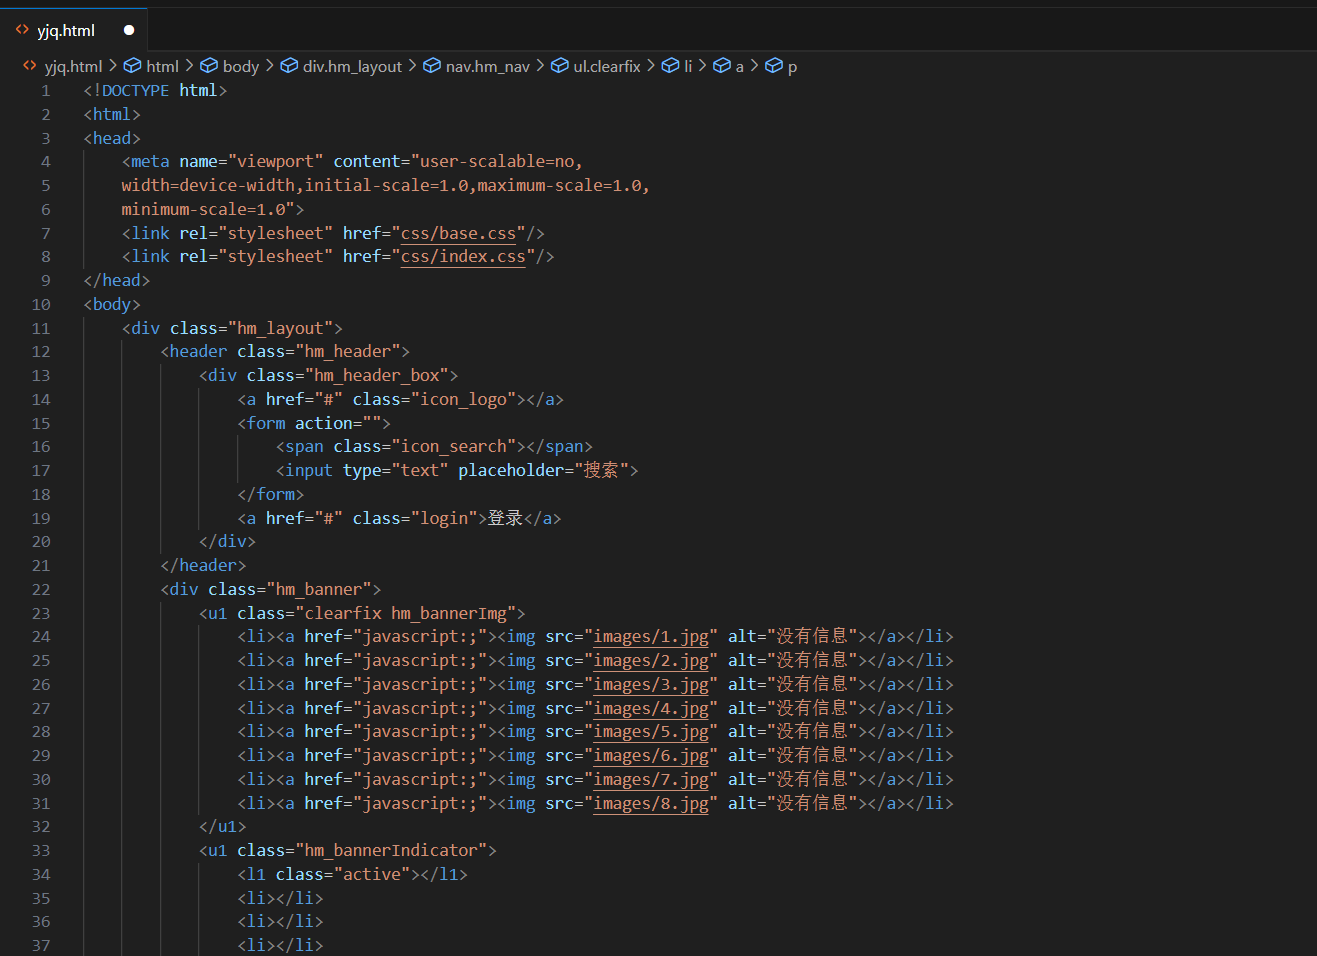 yjq.html
yjq.html > html > body > div.hm_layout > nav.hm_nav > ul.clearfix > li > a > p
1 <!DOCTYPE html>
2 <html>
3 <head>
4 <meta name="viewport" content="user-scalable=no,
5 width=device-width,initial-scale=1.0,maximum-scale=1.0,
6 minimum-scale=1.0">
7 <link rel="stylesheet" href="css/base.css"/>
8 <link rel="stylesheet" href="css/index.css"/>
9 </head>
10 <body>
11 <div class="hm_layout">
12 <header class="hm_header">
13 <div class="hm_header_box">
14 <a href="#" class="icon_logo"></a>
15 <form action="">
16 <span class="icon_search"></span>
17 <input type="text" placeholder="搜索">
18 </form>
19 <a href="#" class="login">登录</a>
20 </div>
21 </header>
22 <div class="hm_banner">
23 <u1 class="clearfix hm_bannerImg">
24 <li><a href="javascript:;"><img src="images/1.jpg" alt="没有信息"></a></li>
25 <li><a href="javascript:;"><img src="images/2.jpg" alt="没有信息"></a></li>
26 <li><a href="javascript:;"><img src="images/3.jpg" alt="没有信息"></a></li>
27 <li><a href="javascript:;"><img src="images/4.jpg" alt="没有信息"></a></li>
28 <li><a href="javascript:;"><img src="images/5.jpg" alt="没有信息"></a></li>
29 <li><a href="javascript:;"><img src="images/6.jpg" alt="没有信息"></a></li>
30 <li><a href="javascript:;"><img src="images/7.jpg" alt="没有信息"></a></li>
31 <li><a href="javascript:;"><img src="images/8.jpg" alt="没有信息"></a></li>
32 </u1>
33 <u1 class="hm_bannerIndicator">
34 <l1 class="active"></l1>
35 <li></li>
36 <li></li>
37 <li></li>